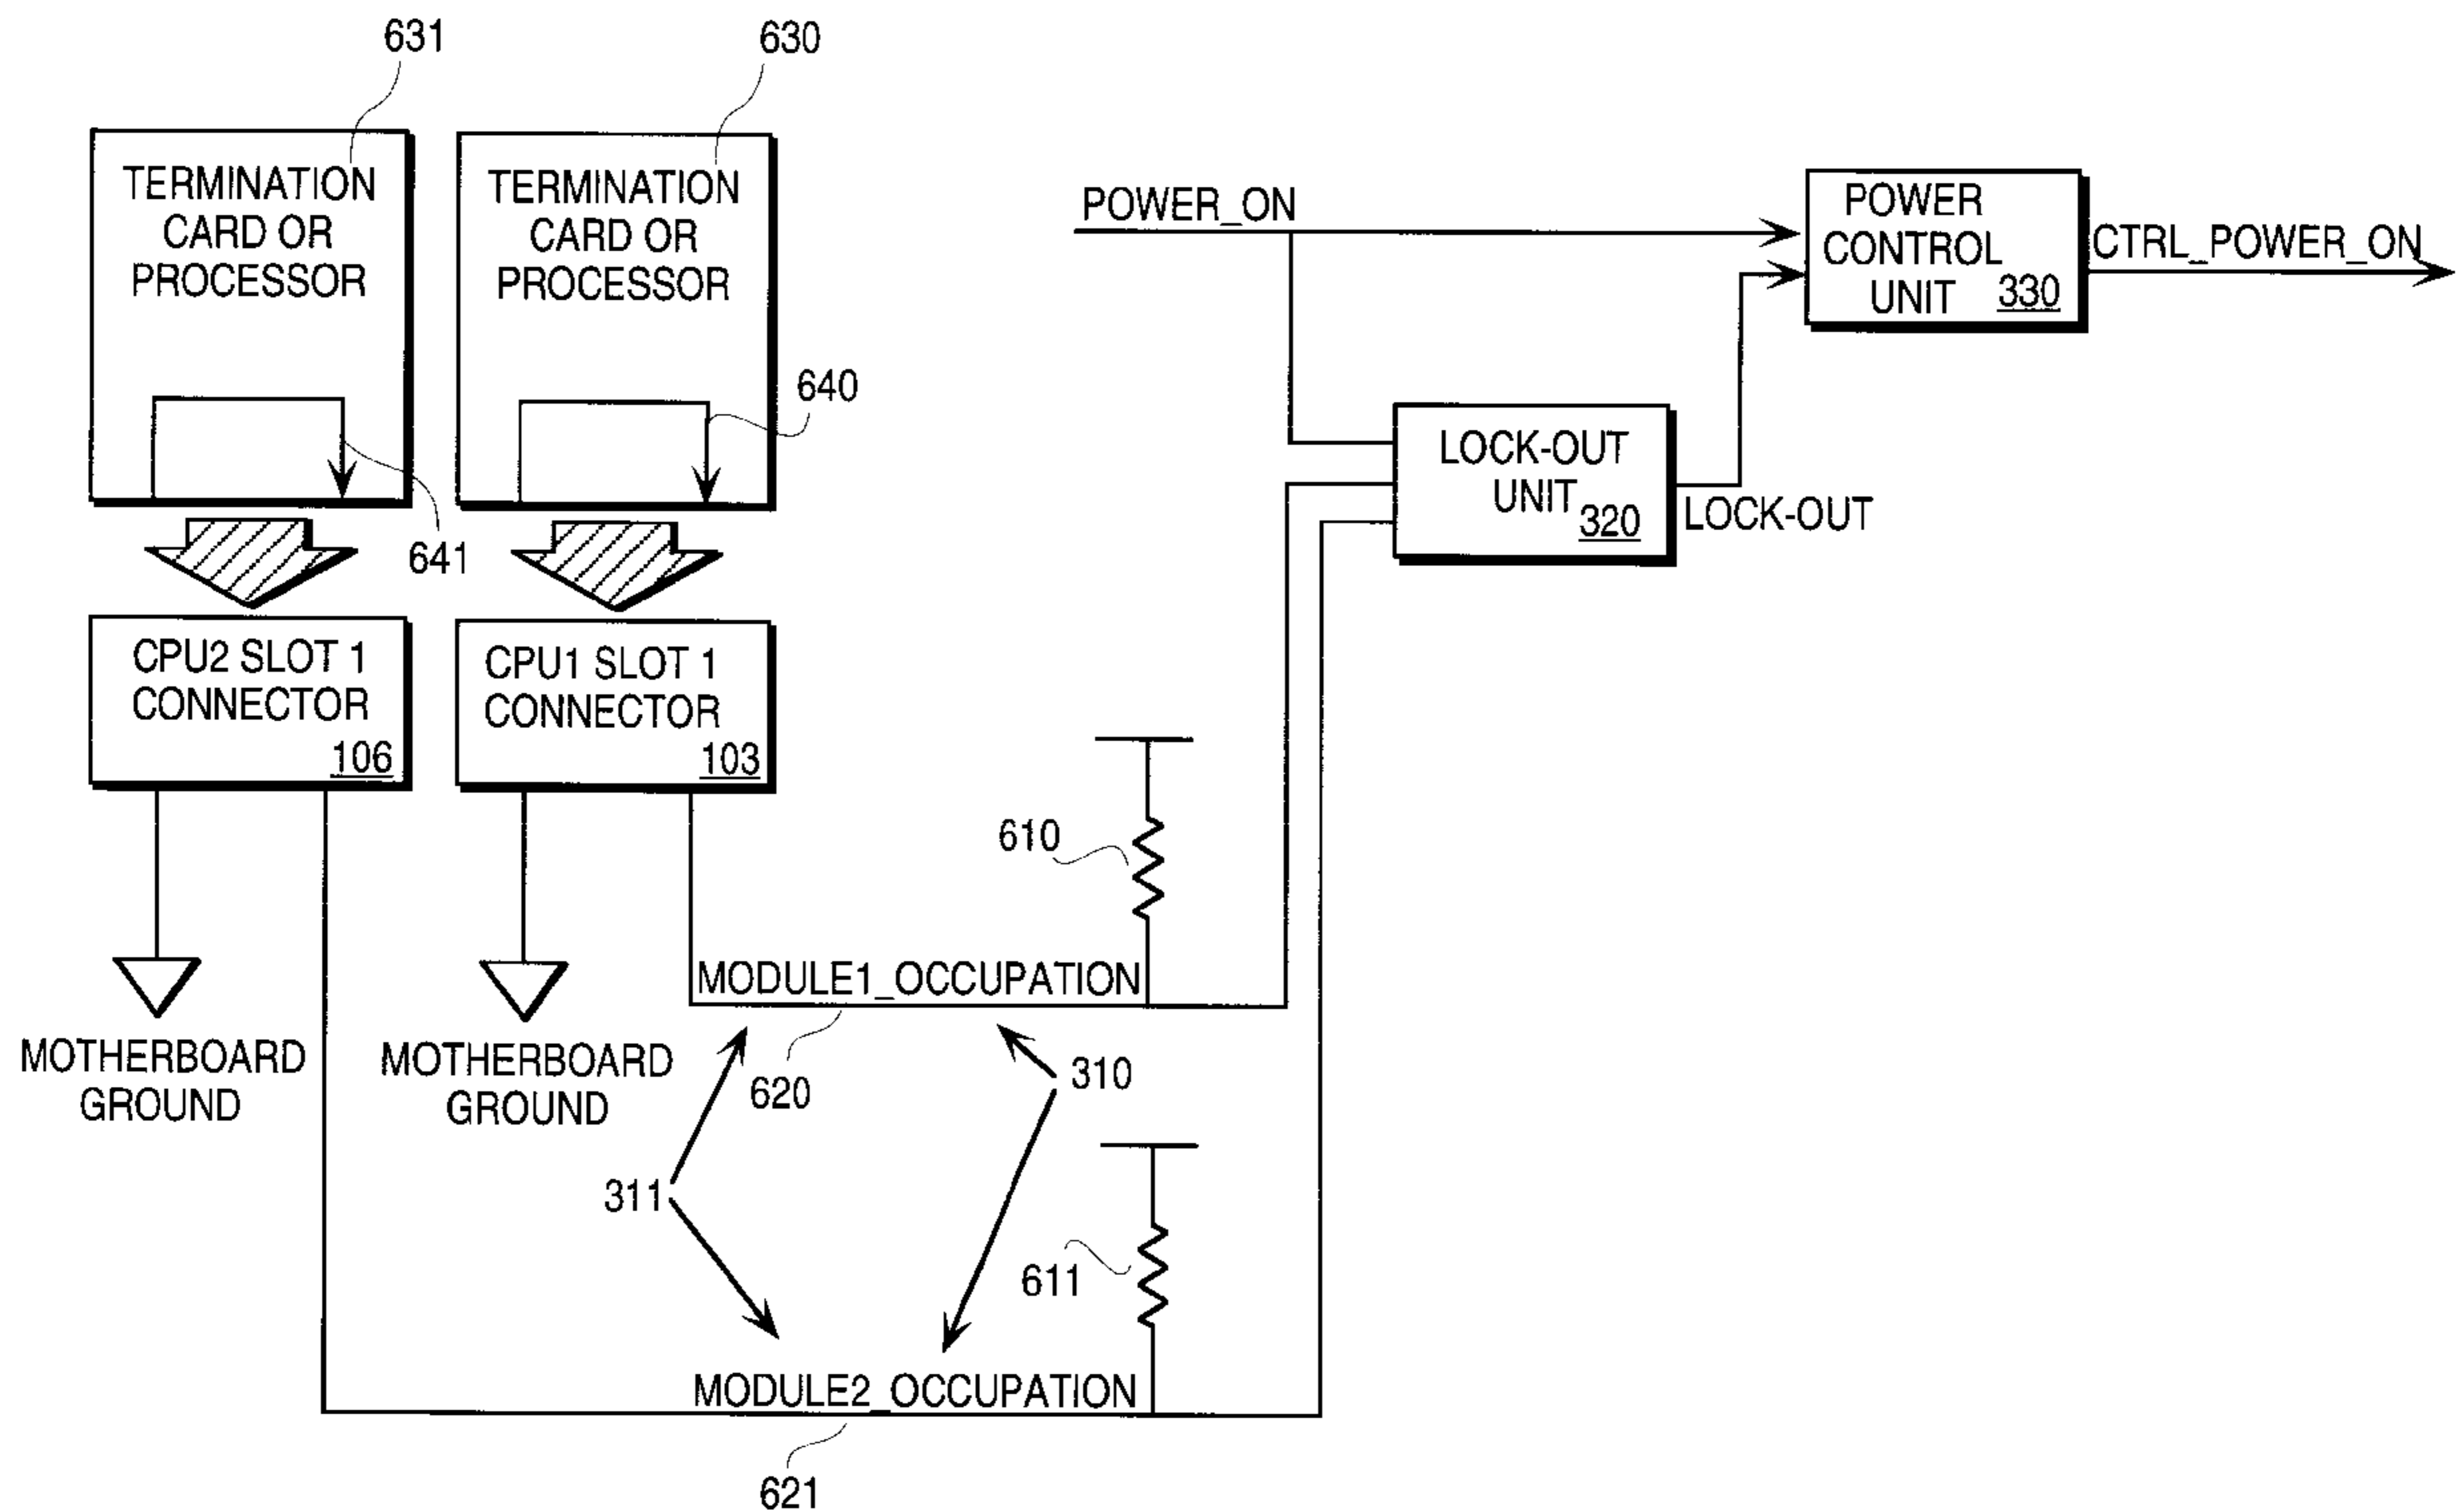 631
630
TERMINATION
CARD OR
PROCESSOR
TERMINATION
CARD OR
PROCESSOR
641
640
CPU2 SLOT 1
CONNECTOR
106
CPU1 SLOT 1
CONNECTOR
103
MOTHERBOARD
GROUND
MOTHERBOARD
GROUND
POWER_ON
POWER
CONTROL
UNIT 330
CTRL_POWER_ON
LOCK-OUT
UNIT 320
LOCK-OUT
610
MODULE1_OCCUPATION
620
310
311
611
MODULE2_OCCUPATION
621